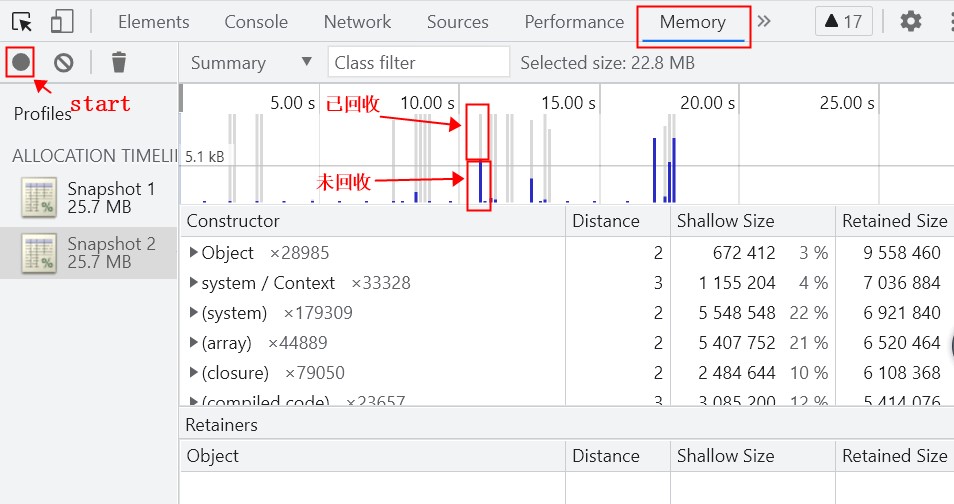 Elements Console Network Sources Performance Memory » 17
Summary ▼ Class filter Selected size: 22.8 MB
start
Profiles
ALLOCATION TIMELI
Snapshot 1
25.7 MB
Snapshot 2
25.7 MB
5.00 s 10.00 s 15.00 s 20.00 s 25.00 s
已回收
5.1 kB
未回收
Constructor Distance Shallow Size Retained Size
Object ×28985 2 672 412 3 % 9 558 460
system / Context ×33328 3 1 155 204 4 % 7 036 884
(system) ×179309 2 5 548 548 22 % 6 921 840
(array) ×44889 2 5 407 752 21 % 6 520 464
(closure) ×79050 2 2 484 644 10 % 6 108 368
(compiled code) ×23657 3 3 085 200 12 % 5 414 076
Retainers
Object Distance Shallow Size Retained Size